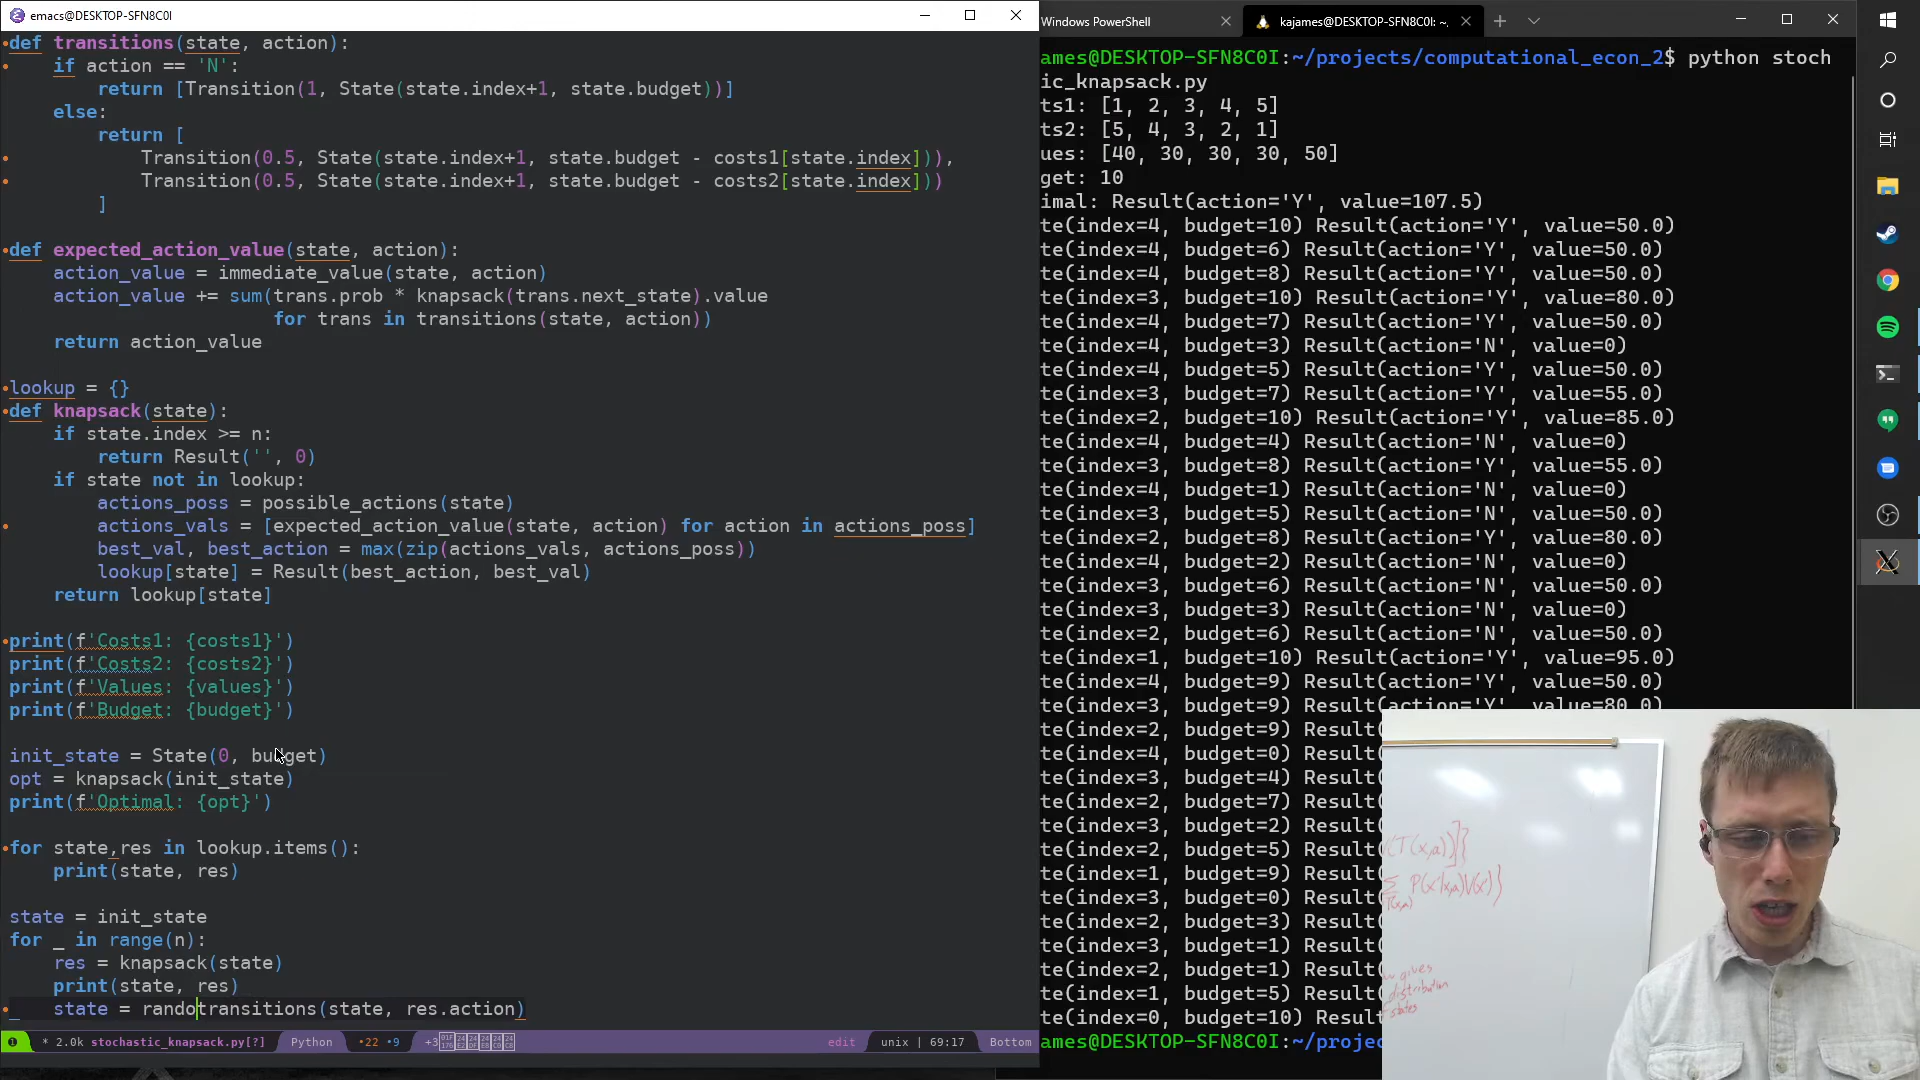 emacs@DESKTOP-SFN8C0I
def transitions(state, action):
    if action == 'N':
        return [Transition(1, State(state.index+1, state.budget))]
    else:
        return [
            Transition(0.5, State(state.index+1, state.budget - costs1[state.index])),
            Transition(0.5, State(state.index+1, state.budget - costs2[state.index]))
        ]
def expected_action_value(state, action):
    action_value = immediate_value(state, action)
    action_value += sum(trans.prob * knapsack(trans.next_state).value
                        for trans in transitions(state, action))
    return action_value
lookup = {}
def knapsack(state):
    if state.index >= n:
        return Result('', 0)
    if state not in lookup:
        actions_poss = possible_actions(state)
        actions_vals = [expected_action_value(state, action) for action in actions_poss]
        best_val, best_action = max(zip(actions_vals, actions_poss))
        lookup[state] = Result(best_action, best_val)
    return lookup[state]
print(f'Costs1: {costs1}')
print(f'Costs2: {costs2}')
print(f'Values: {values}')
print(f'Budget: {budget}')
init_state = State(0, budget)
opt = knapsack(init_state)
print(f'Optimal: {opt}')
for state,res in lookup.items():
    print(state, res)
state = init_state
for _ in range(n):
    res = knapsack(state)
    print(state, res)
    state = randotransitions(state, res.action)
* 2.0k stochastic_knapsack.py[?] Python •22 •9 edit unix | 69:17 Bottom
Windows PowerShell
kajames@DESKTOP-SFN8C0I: ~
ames@DESKTOP-SFN8C0I:~/projects/computational_econ_2$ python stoch
ic_knapsack.py
ts1: [1, 2, 3, 4, 5]
ts2: [5, 4, 3, 2, 1]
ues: [40, 30, 30, 30, 50]
get: 10
imal: Result(action='Y', value=107.5)
te(index=4, budget=10) Result(action='Y', value=50.0)
te(index=4, budget=6) Result(action='Y', value=50.0)
te(index=4, budget=8) Result(action='Y', value=50.0)
te(index=3, budget=10) Result(action='Y', value=80.0)
te(index=4, budget=7) Result(action='Y', value=50.0)
te(index=4, budget=3) Result(action='N', value=0)
te(index=4, budget=5) Result(action='Y', value=50.0)
te(index=3, budget=7) Result(action='Y', value=55.0)
te(index=2, budget=10) Result(action='Y', value=85.0)
te(index=4, budget=4) Result(action='N', value=0)
te(index=3, budget=8) Result(action='Y', value=55.0)
te(index=4, budget=1) Result(action='N', value=0)
te(index=3, budget=5) Result(action='N', value=50.0)
te(index=2, budget=8) Result(action='Y', value=80.0)
te(index=4, budget=2) Result(action='N', value=0)
te(index=3, budget=6) Result(action='N', value=50.0)
te(index=3, budget=3) Result(action='N', value=0)
te(index=2, budget=6) Result(action='N', value=50.0)
te(index=1, budget=10) Result(action='Y', value=95.0)
te(index=4, budget=9) Result(action='Y', value=50.0)
te(index=3, budget=9) Result(action='Y', value=80.0)
te(index=2, budget=9) Result(
te(index=4, budget=0) Result(
te(index=3, budget=4) Result(
te(index=2, budget=7) Result(
te(index=3, budget=2) Result(
te(index=2, budget=5) Result(
te(index=1, budget=9) Result(
te(index=3, budget=0) Result(
te(index=2, budget=3) Result(
te(index=3, budget=1) Result(
te(index=2, budget=1) Result(
te(index=1, budget=5) Result(
te(index=0, budget=10) Result
ames@DESKTOP-SFN8C0I:~/projec
(T(x,a))]}
Σ P(x'|x,a)V(x')}
gives
distribution
states